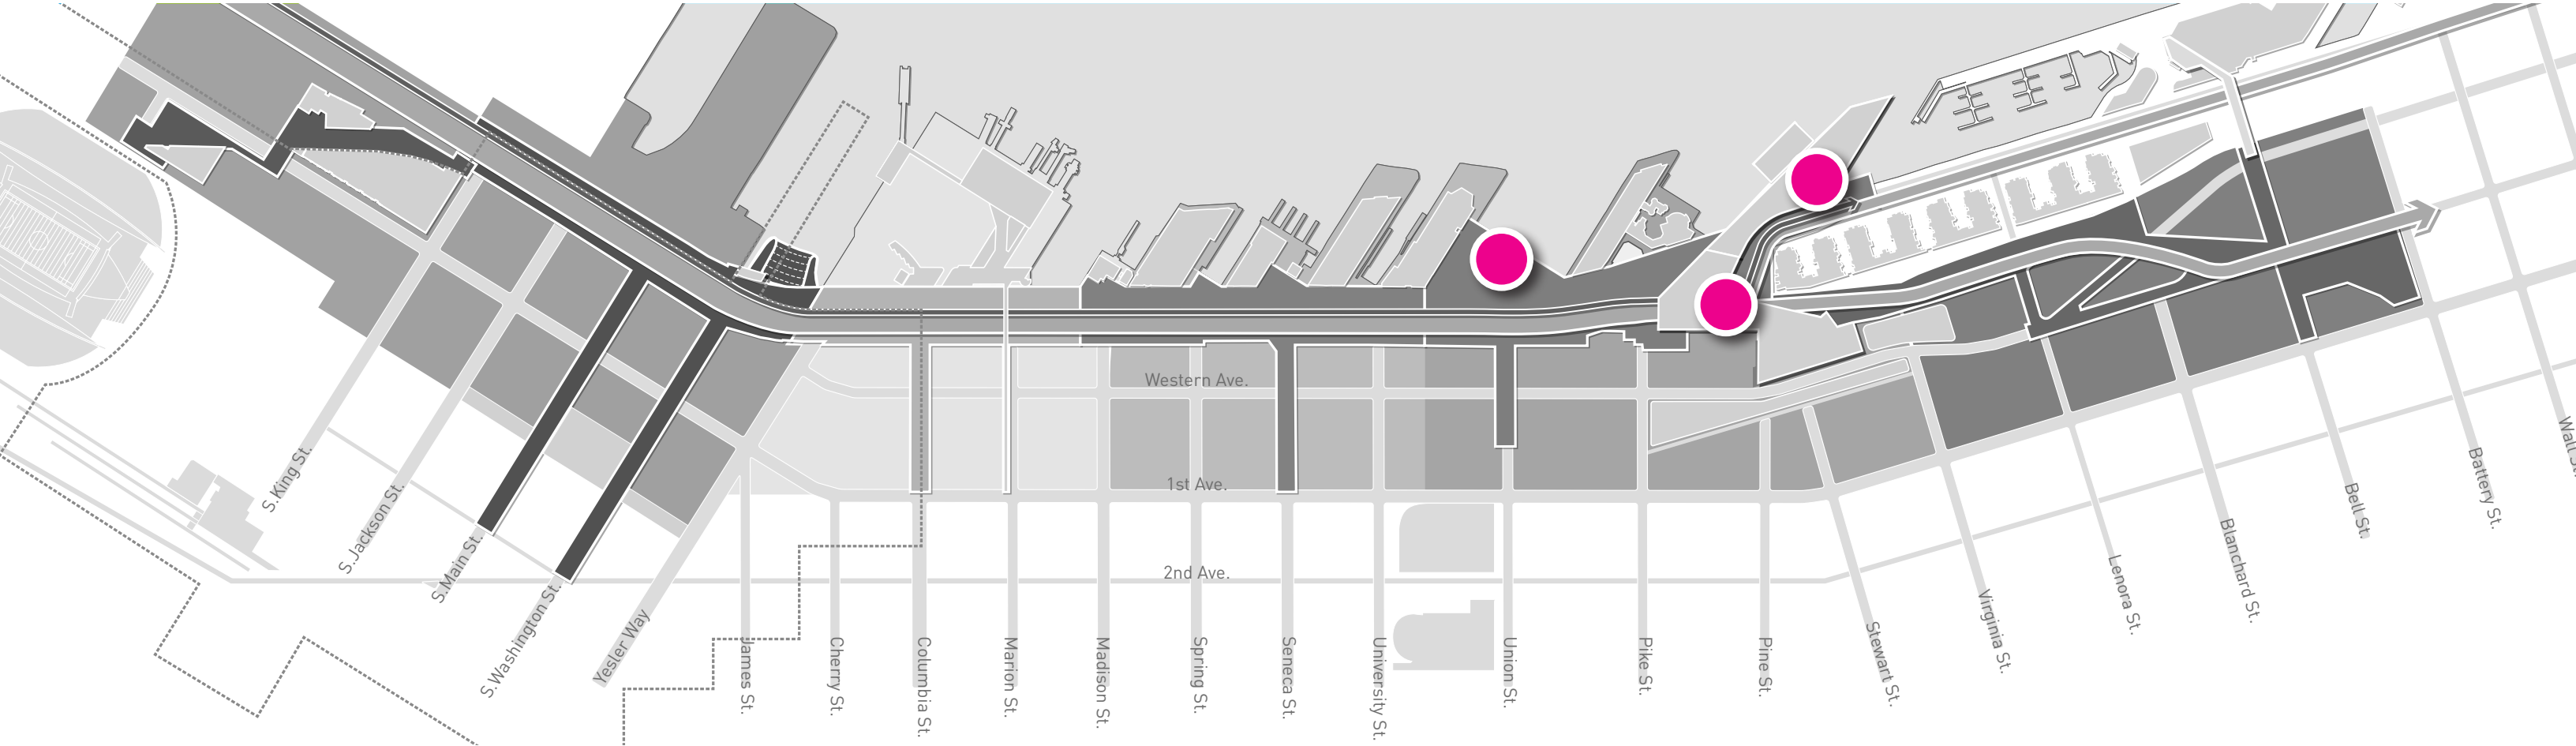 Western Ave.
1st Ave.
2nd Ave.
S.King St.
S.Jackson St.
S.Main St.
S.Washington St.
Yesler Way
James St.
Cherry St.
Columbia St.
Marion St.
Madison St.
Spring St.
Seneca St.
University St.
Union St.
Pike St.
Pine St.
Stewart St.
Virginia St.
Lenora St.
Blanchard St.
Bell St.
Battery St.